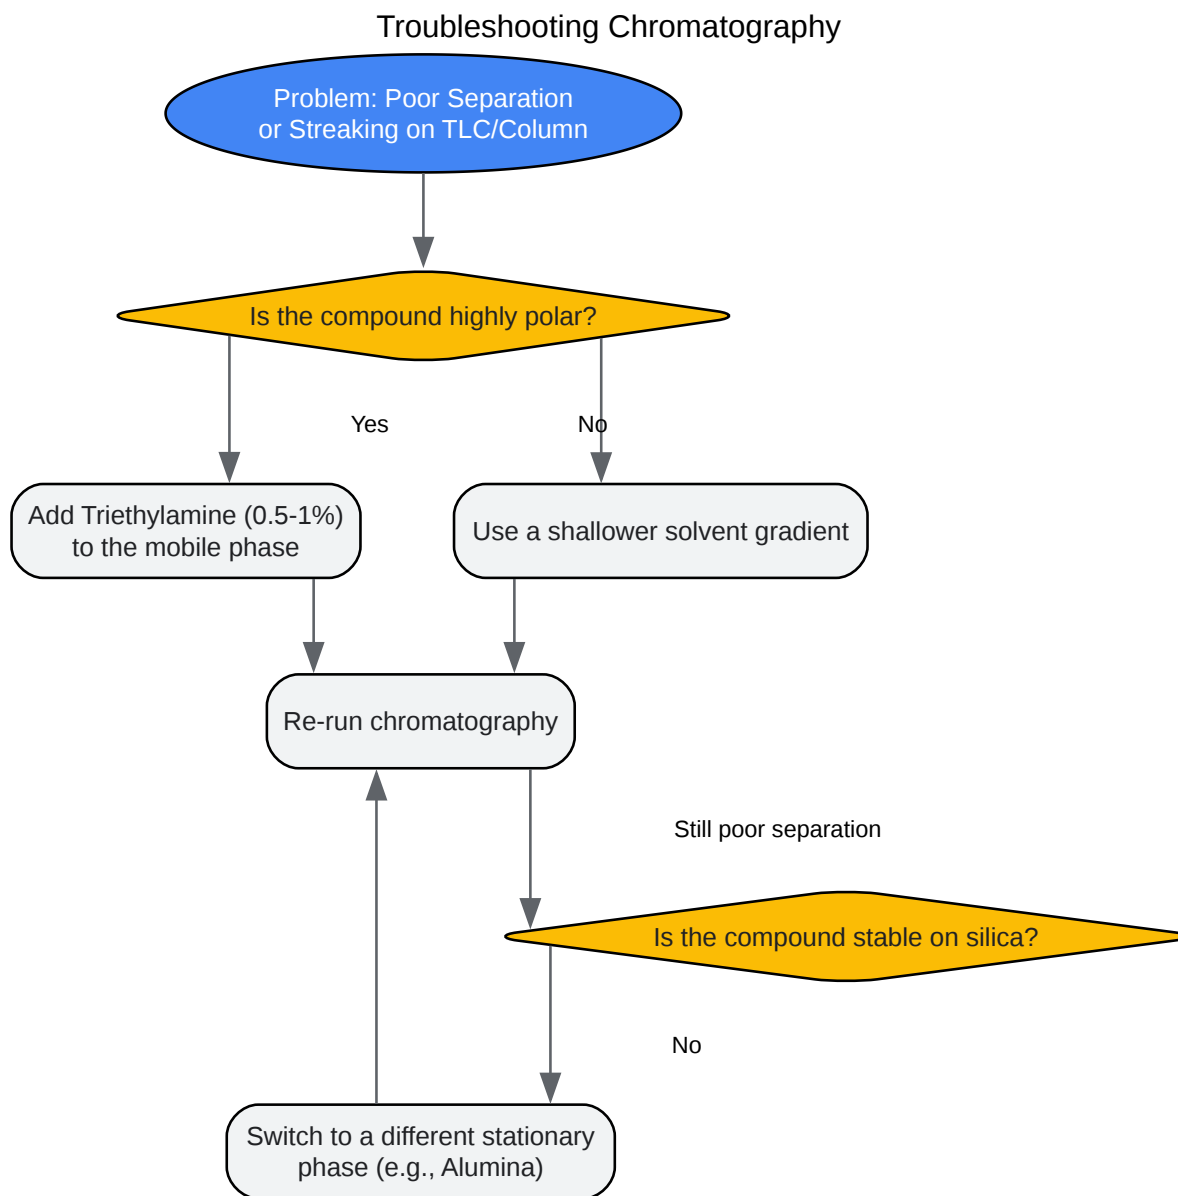 Troubleshooting Chromatography
Problem: Poor Separation
or Streaking on TLC/Column
Is the compound highly polar?
Yes
No
Add Triethylamine (0.5-1%)
to the mobile phase
Use a shallower solvent gradient
Re-run chromatography
Still poor separation
Is the compound stable on silica?
No
Switch to a different stationary
phase (e.g., Alumina)